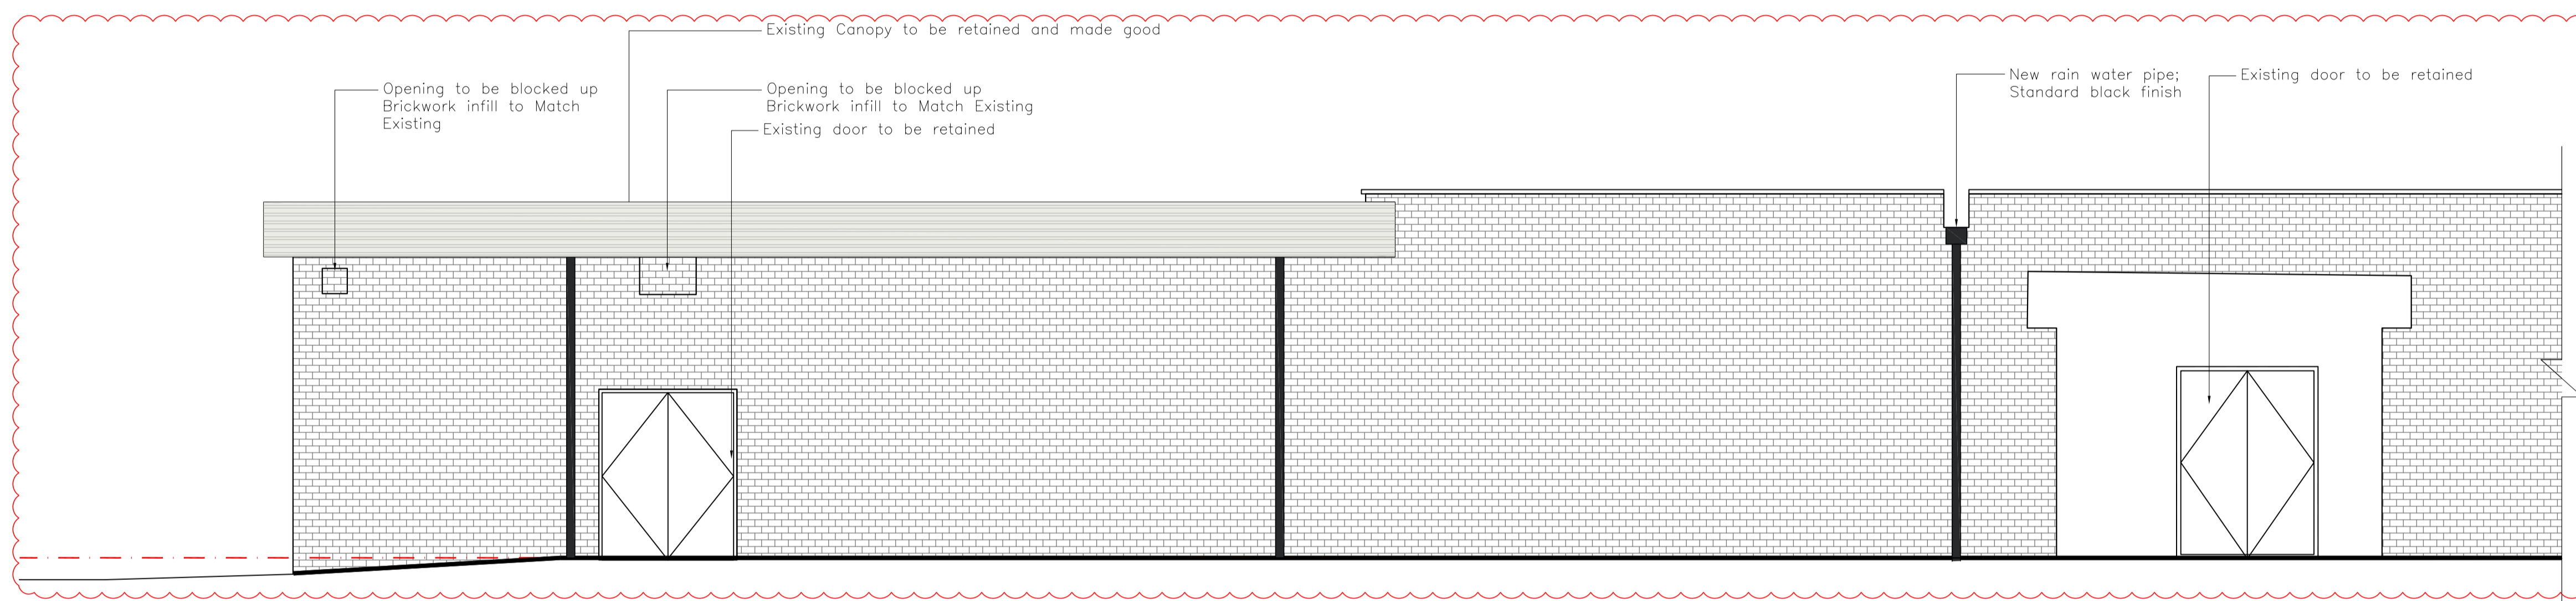 Existing Canopy to be retained and made good
Opening to be blocked up
Brickwork infill to Match
Existing
Opening to be blocked up
Brickwork infill to Match Existing
Existing door to be retained
New rain water pipe;
Standard black finish
Existing door to be retained